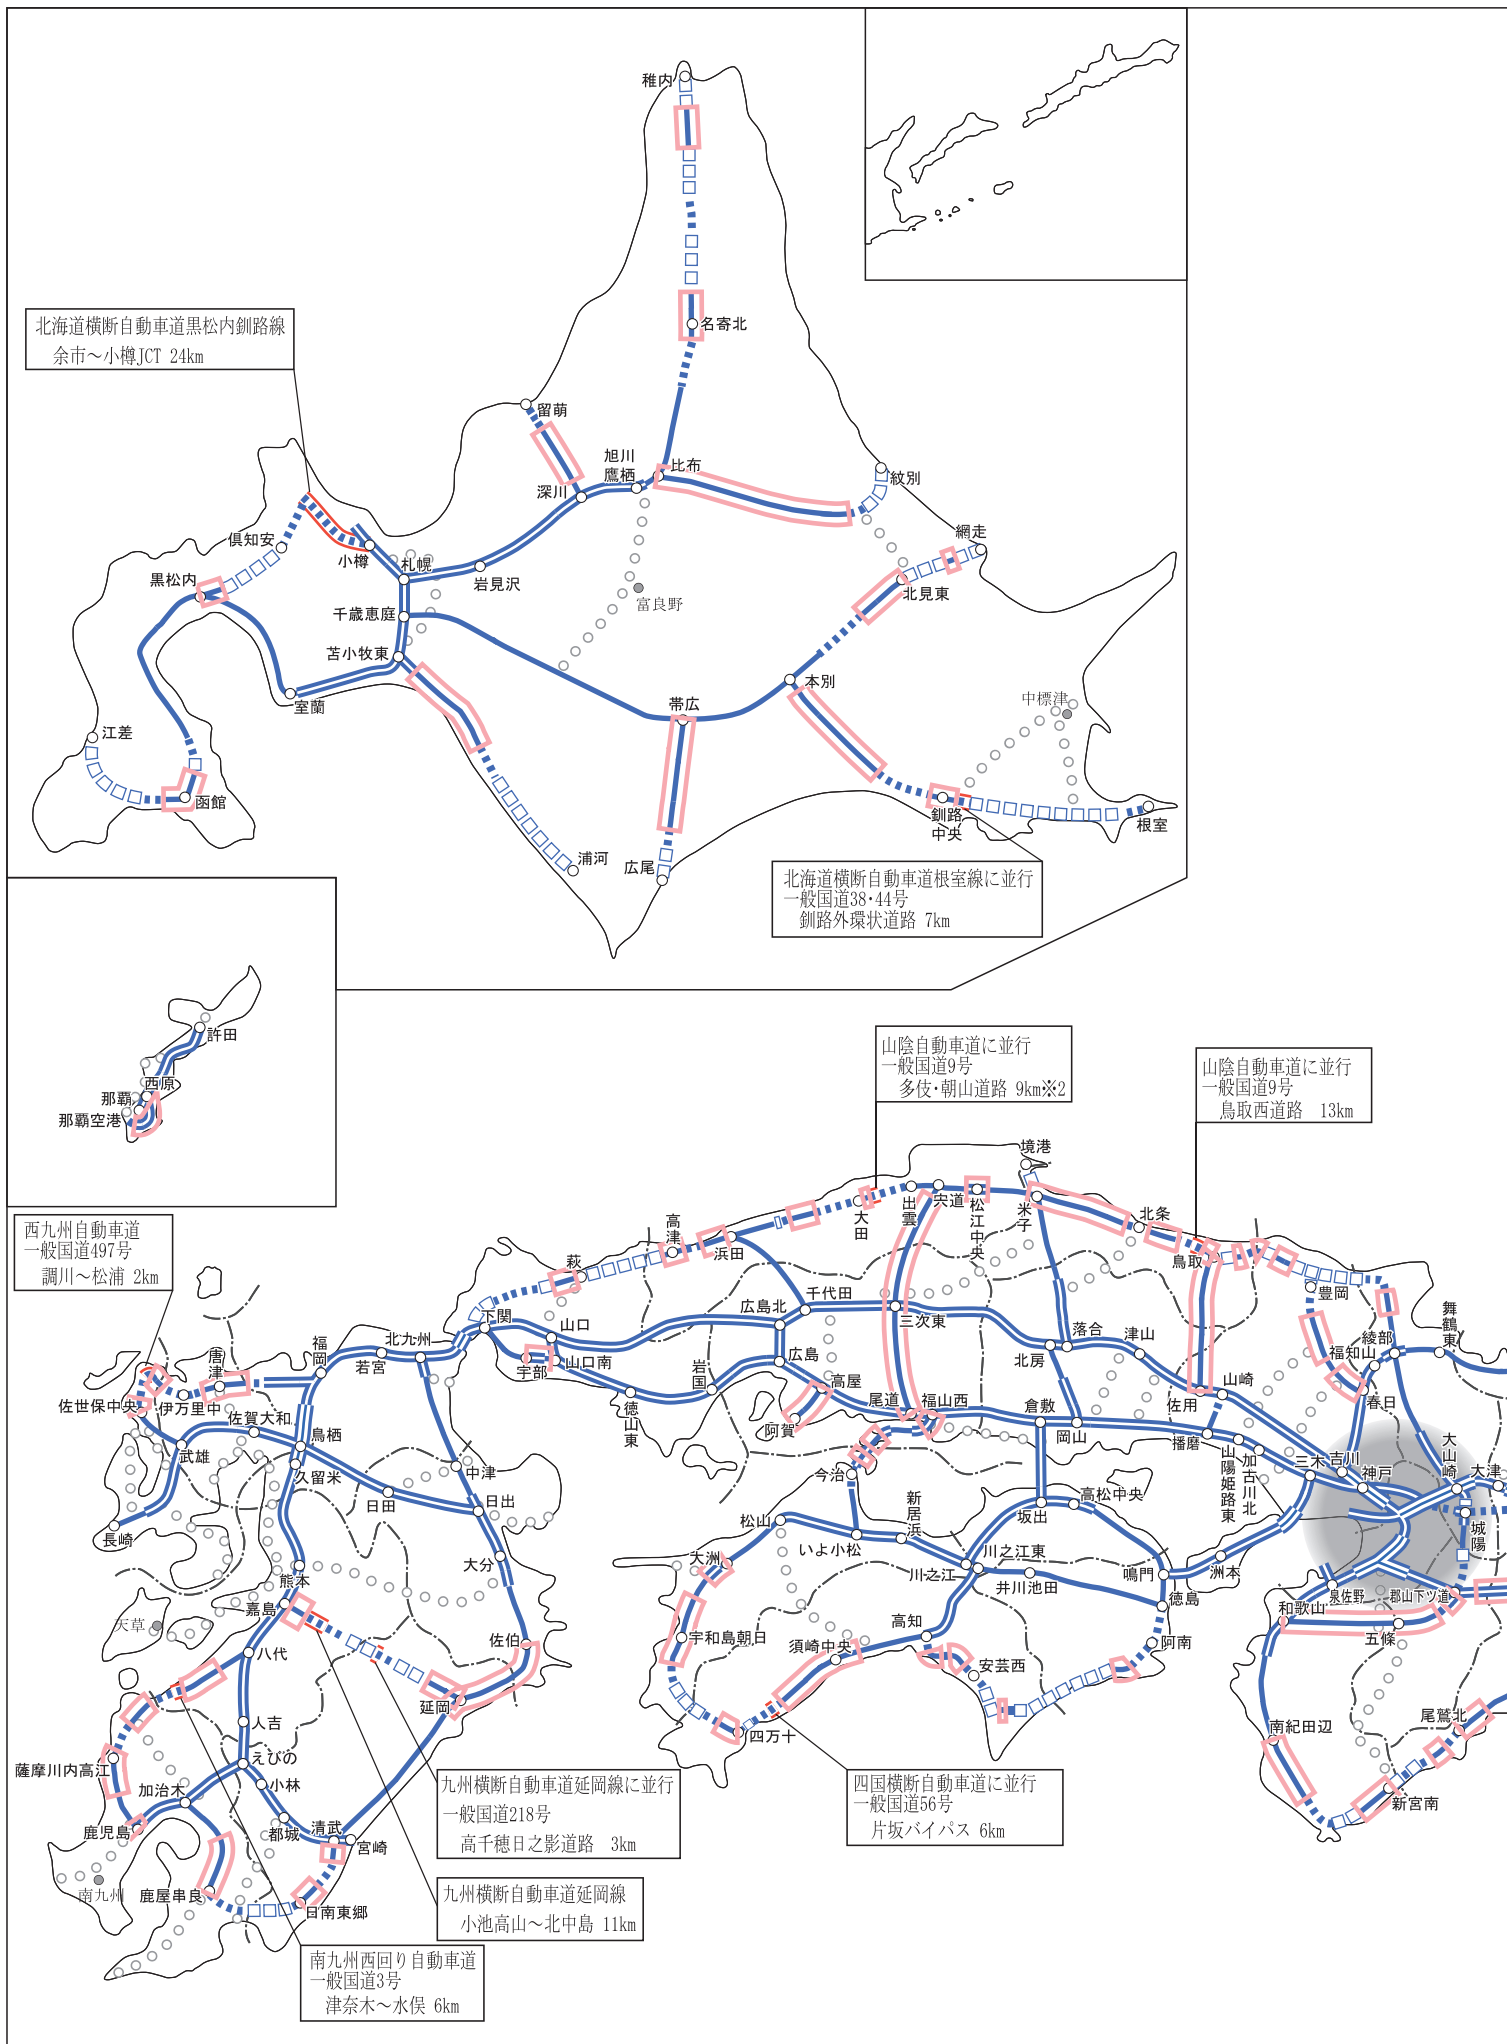 稚内
北海道横断自動車道黒松内釧路線
余市〜小樽JCT 24km
名寄北
留萌
旭川
鷹栖
比布
深川
紋別
網走
倶知安
小樽
札幌
岩見沢
北見東
黒松内
富良野
千歳恵庭
苫小牧東
本別
室蘭
帯広
中標津
江差
函館
釧路
中央
根室
浦河
広尾
北海道横断自動車道根室線に並行
一般国道38・44号
釧路外環状道路 7km
許田
西原
那覇
那覇空港
山陰自動車道に並行
一般国道9号
多伎・朝山道路 9km※2
山陰自動車道に並行
一般国道9号
鳥取西道路 13km
西九州自動車道
一般国道497号
調川〜松浦 2km
境港
大田
出雲
宍道
松江中央
米子
北条
鳥取
豊岡
高津
浜田
萩
舞鶴東
綾部
福知山
春日
下関
山口
広島北
千代田
三次東
落合
津山
北房
山崎
佐用
福岡
北九州
若宮
宇部
山口南
岩国
広島
高屋
尾道
福山西
倉敷
岡山
播磨
山陽姫路東
加古川北
三木
吉川
神戸
大山崎
大津
唐津
伊万里中
佐世保中央
佐賀大和
鳥栖
徳山東
阿賀
武雄
久留米
中津
今治
城陽
日田
日出
新居浜
坂出
高松中央
長崎
松山
いよ小松
川之江東
川之江
井川池田
鳴門
洲本
大分
大洲
徳島
泉佐野
郡山下ツ道
熊本
嘉島
和歌山
五條
天草
宇和島朝日
高知
須崎中央
阿南
八代
佐伯
安芸西
延岡
四万十
南紀田辺
尾鷲北
人吉
えびの
薩摩川内高江
加治木
小林
新宮南
鹿児島
都城
清武
宮崎
九州横断自動車道延岡線に並行
一般国道218号
高千穂日之影道路 3km
四国横断自動車道に並行
一般国道56号
片坂バイパス 6km
南九州
鹿屋串良
日南東郷
九州横断自動車道延岡線
小池高山〜北中島 11km
南九州西回り自動車道
一般国道3号
津奈木〜水俣 6km